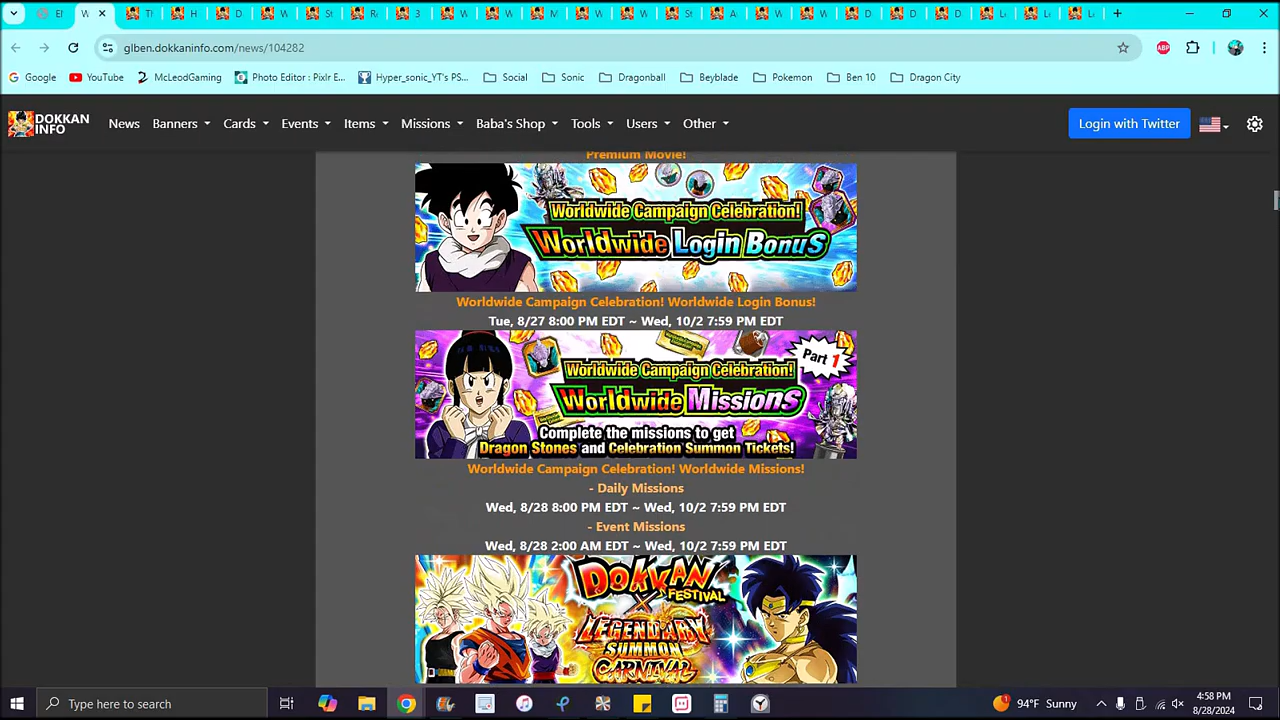 glben.dokkaninfo.com/news/104282
ABP
Google
YouTube
McLeodGaming
Photo Editor : Pixlr E...
Hyper_sonic_YT's PS...
Social
Sonic
Dragonball
Beyblade
Pokemon
Ben 10
Dragon City
DOKKAN INFO
News
Banners
Cards
Events
Items
Missions
Baba's Shop
Tools
Users
Other
Login with Twitter
Premium Movie!
Worldwide Campaign Celebration!
Worldwide Login Bonus
Worldwide Campaign Celebration! Worldwide Login Bonus!
Tue, 8/27 8:00 PM EDT ~ Wed, 10/2 7:59 PM EDT
Part 1
Worldwide Campaign Celebration!
Worldwide Missions
Complete the missions to get
Dragon Stones and Celebration Summon Tickets!
Worldwide Campaign Celebration! Worldwide Missions!
- Daily Missions
Wed, 8/28 8:00 PM EDT ~ Wed, 10/2 7:59 PM EDT
- Event Missions
Wed, 8/28 2:00 AM EDT ~ Wed, 10/2 7:59 PM EDT
DOKKAN
FESTIVAL
X
LEGENDARY
SUMMON
CARNIVAL
Type here to search
94°F Sunny
4:58 PM
8/28/2024